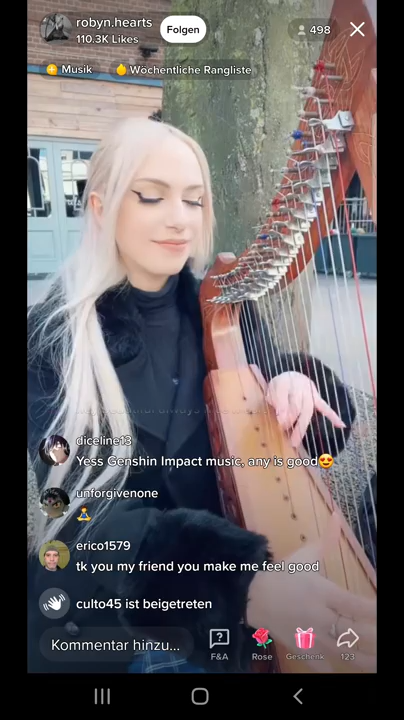 robyn.hearts
110.3K Likes
Folgen
498
Musik
Wöchentliche Rangliste
diceline13
Yess Genshin Impact music, any is good😍
unforgivenone
🙏
erico1579
tk you my friend you make me feel good
culto45 ist beigetreten
Kommentar hinzu...
F&A
Rose
Geschenk
123